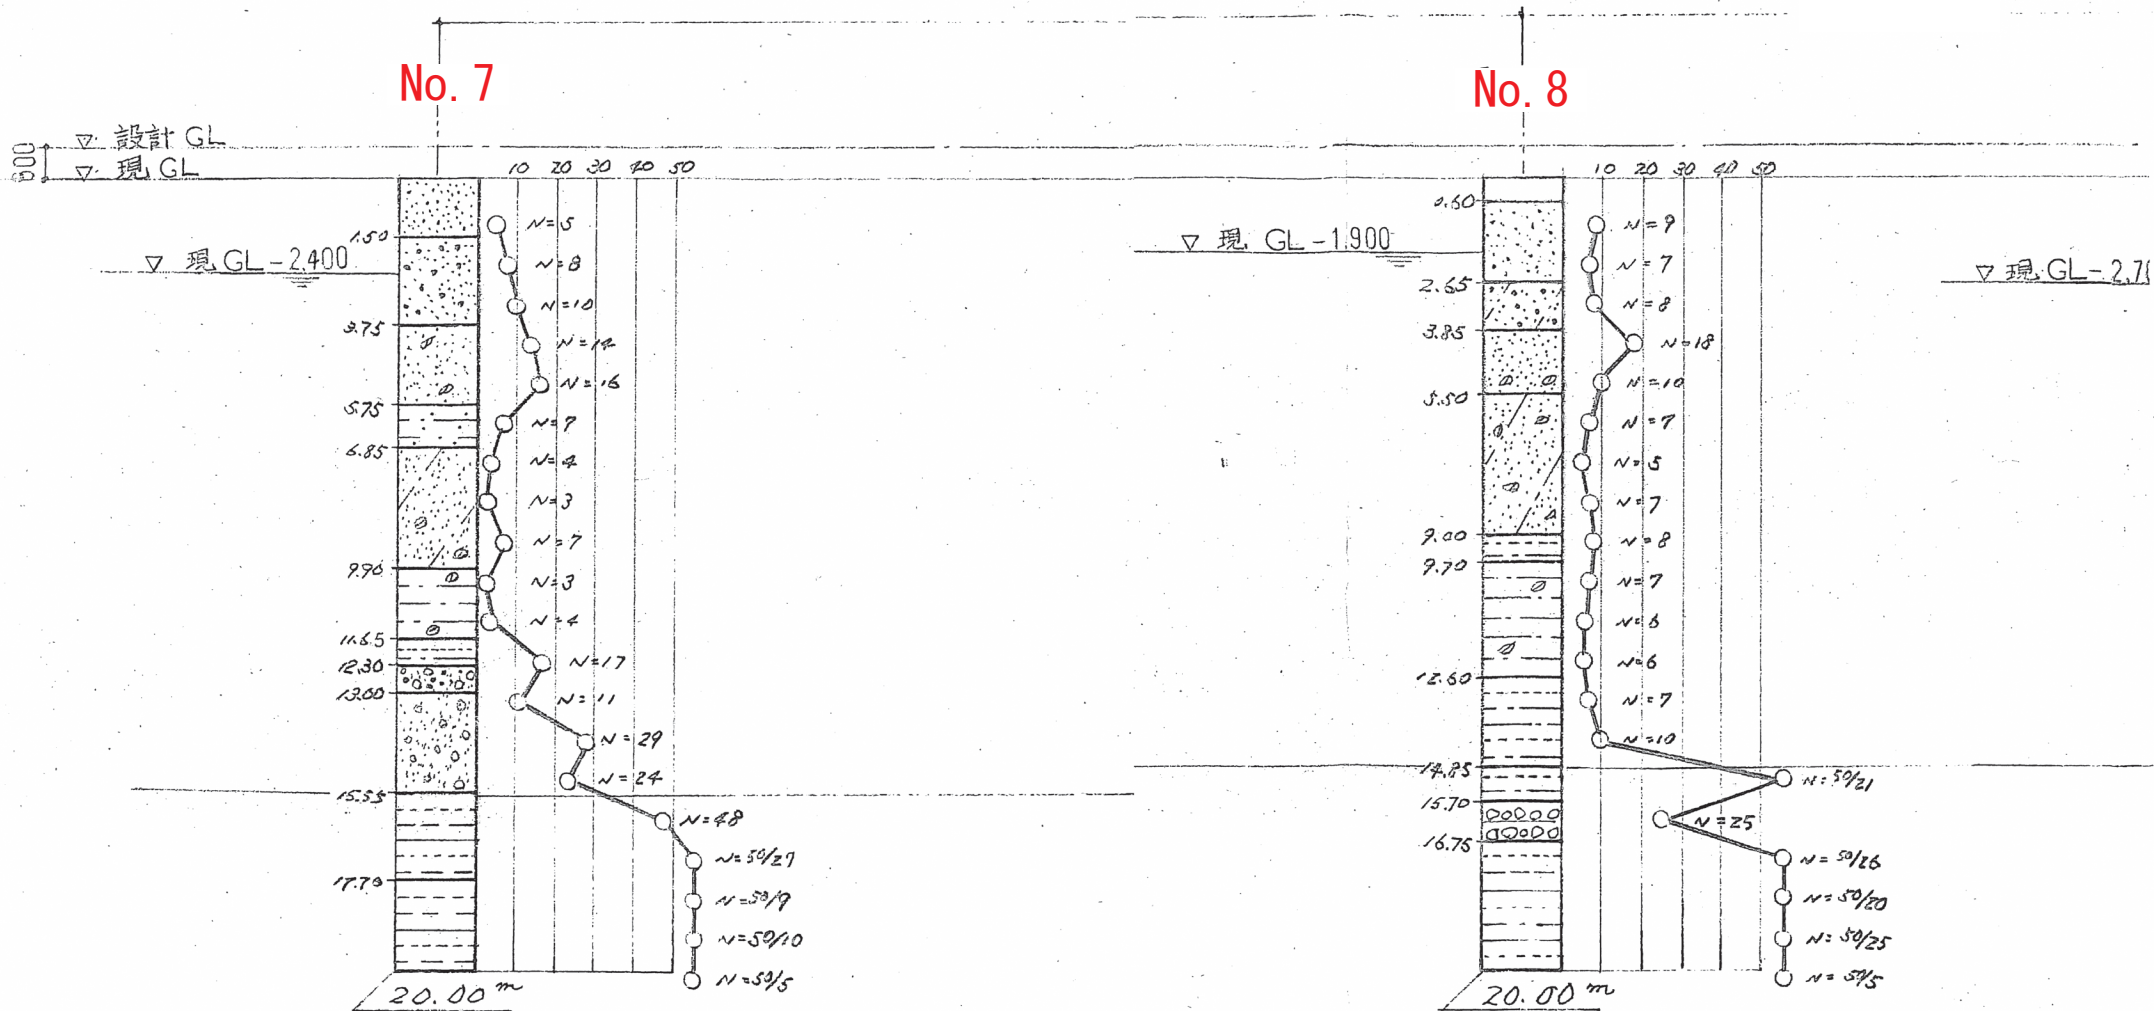 No. 7
No. 8
▽ 設計 GL
800
▽ 現 GL
10 20 30 40 50
10 20 30 40 50
1.50
▽ 現 GL-2,400
3.75
5.75
6.85
9.90
11.65
12.30
13.00
15.55
17.70
20.00 m
N=5
N=8
N=10
N=14
N=16
N=7
N=4
N=3
N=7
N=3
N=4
N=17
N=11
N=29
N=24
N=48
N=50/27
N=50/9
N=50/10
N=50/5
0.60
▽ 現 GL-1,900
2.65
3.85
5.50
9.00
9.70
12.60
14.85
15.70
16.75
20.00 m
N=9
N=7
N=8
N=18
N=10
N=7
N=5
N=7
N=8
N=7
N=6
N=6
N=7
N=10
N=50/21
N=25
N=50/26
N=50/20
N=50/25
N=50/5
▽ 現 GL-2,7